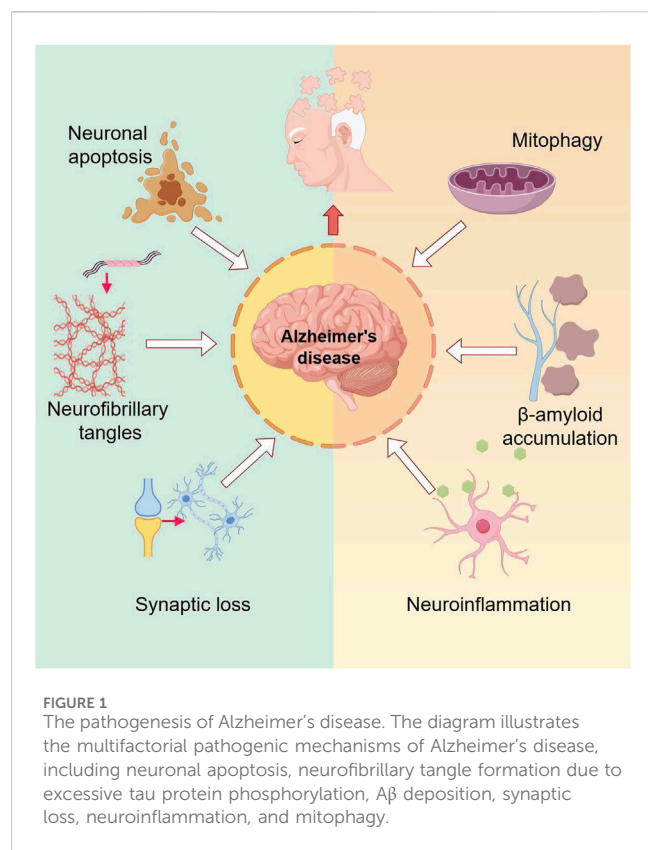 Neuronal
apoptosis
Mitophagy
Alzheimer's
disease
Neurofibrillary
tangles
β-amyloid
accumulation
Synaptic loss
Neuroinflammation
FIGURE 1
The pathogenesis of Alzheimer's disease. The diagram illustrates
the multifactorial pathogenic mechanisms of Alzheimer's disease,
including neuronal apoptosis, neurofibrillary tangle formation due to
excessive tau protein phosphorylation, Aβ deposition, synaptic
loss, neuroinflammation, and mitophagy.